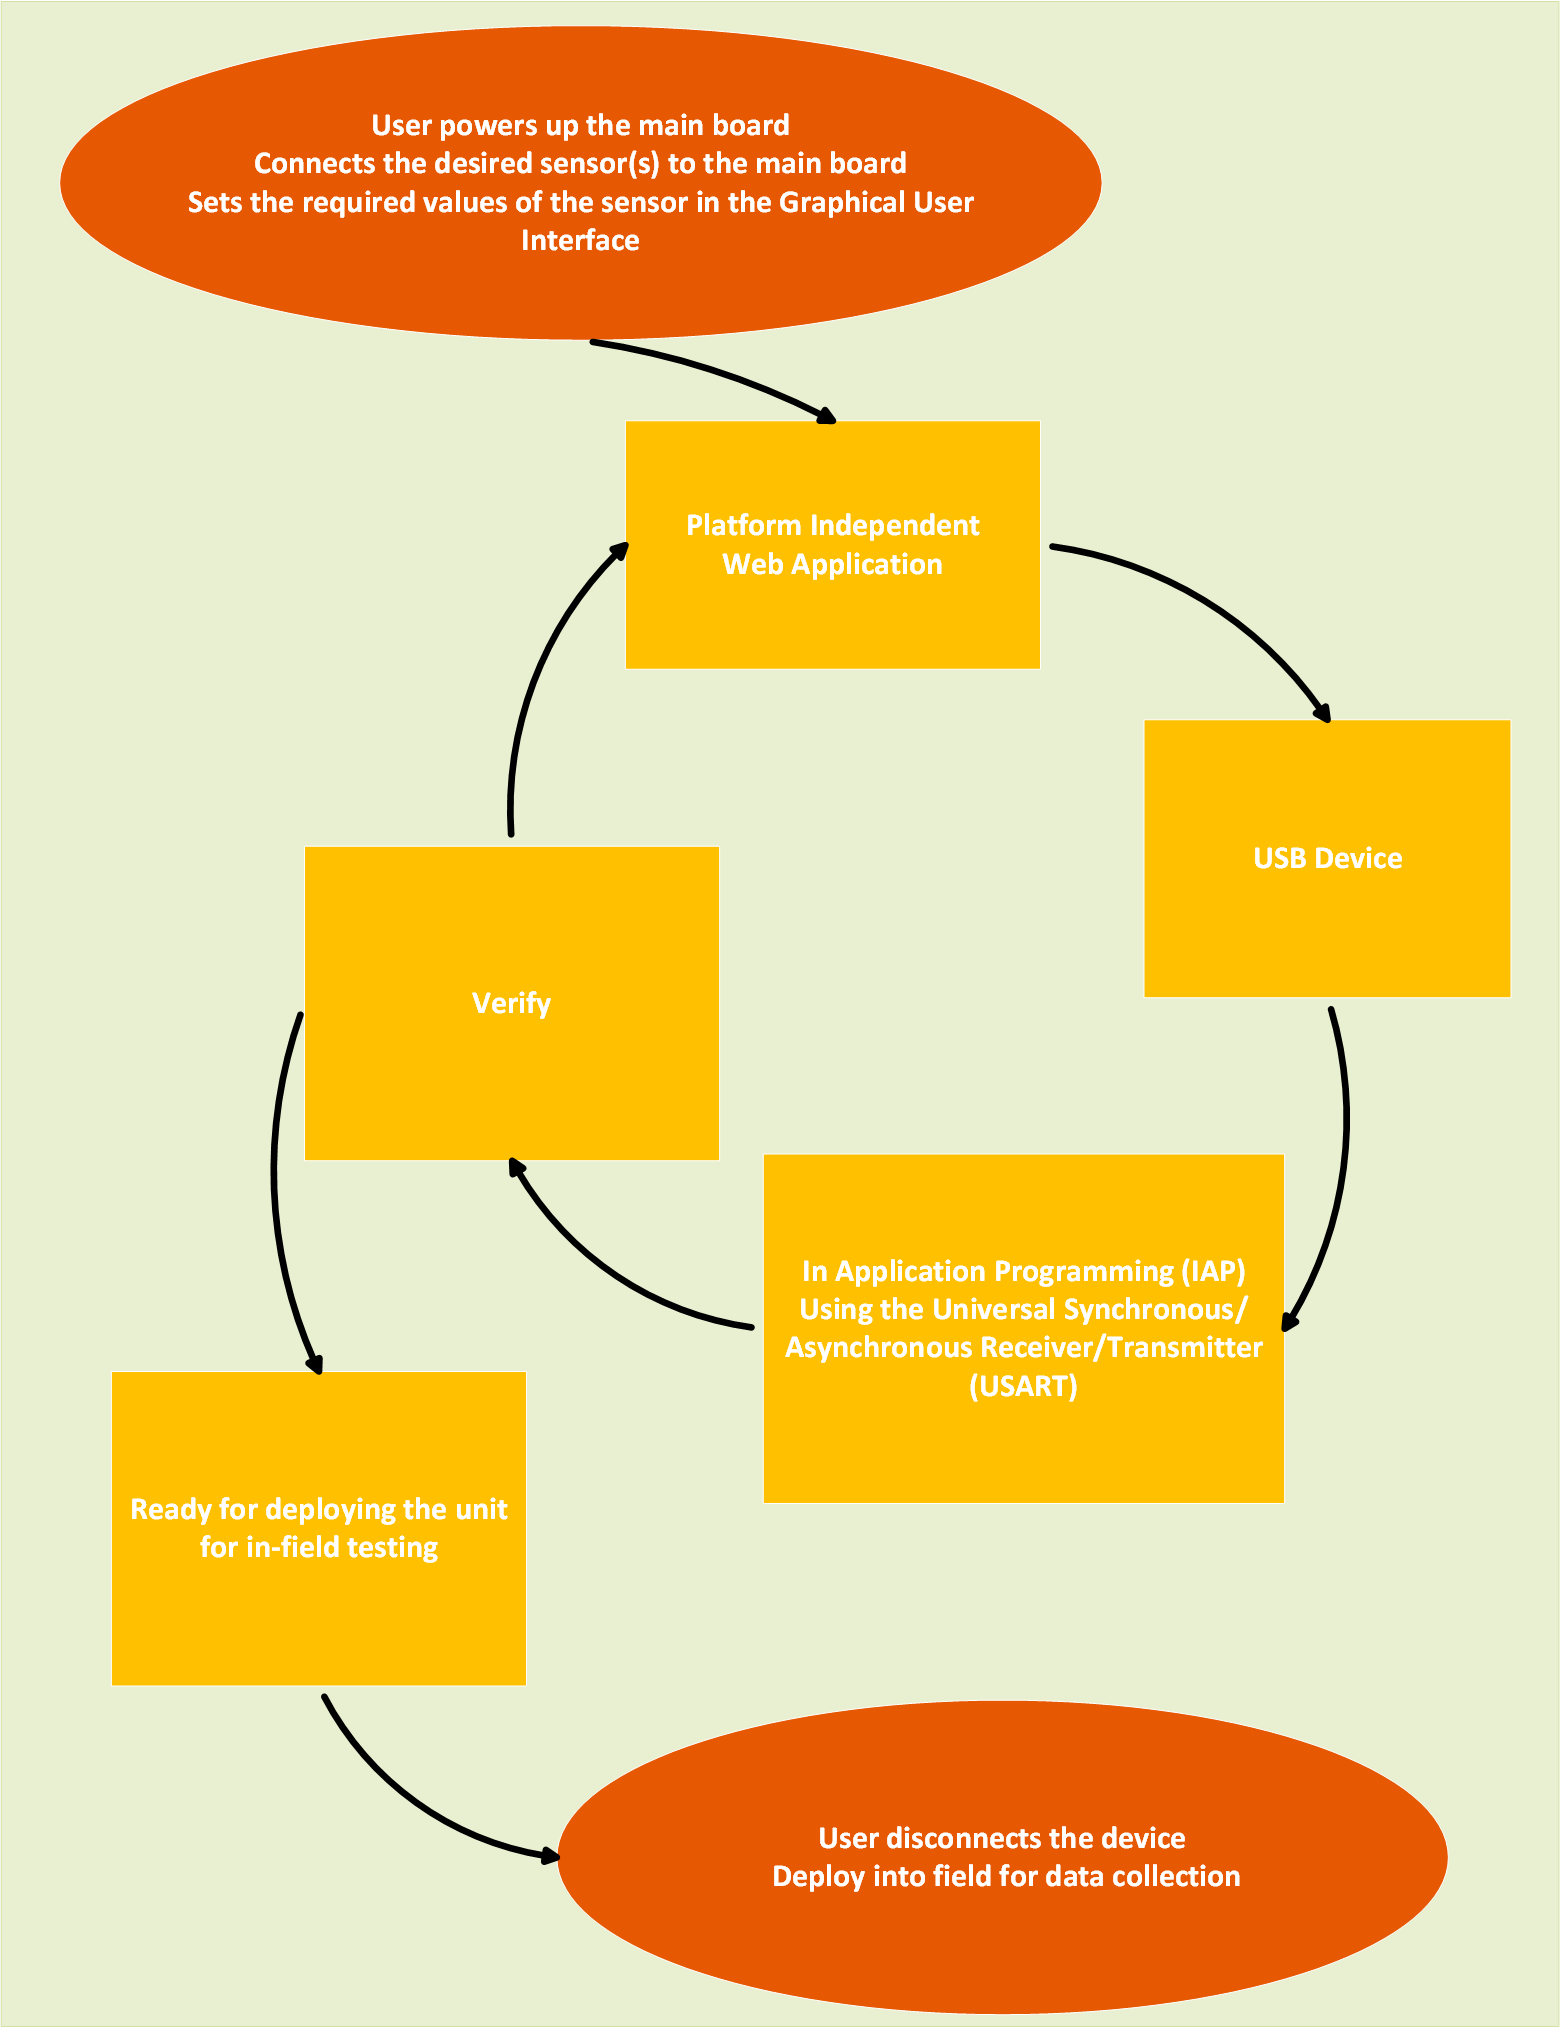 User powers up the main board
Connects the desired sensor(s) to the main board
Sets the required values of the sensor in the Graphical User
Interface
Platform Independent
Web Application
USB Device
Verify
In Application Programming (IAP)
Using the Universal Synchronous/
Asynchronous Receiver/Transmitter
(USART)
Ready for deploying the unit
for in-field testing
User disconnects the device
Deploy into field for data collection